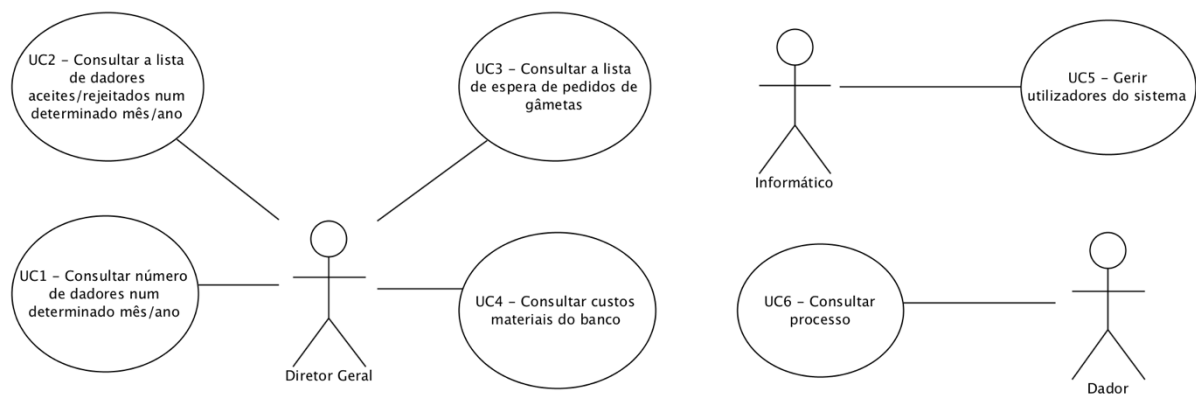 UC2 – Consultar a lista
de dadores
aceites/rejeitados num
determinado mês/ano
UC3 – Consultar a lista
de espera de pedidos de
gâmetas
UC5 – Gerir
utilizadores do sistema
Informático
UC1 – Consultar número
de dadores num
determinado mês/ano
UC4 – Consultar custos
materiais do banco
UC6 – Consultar
processo
Diretor Geral
Dador